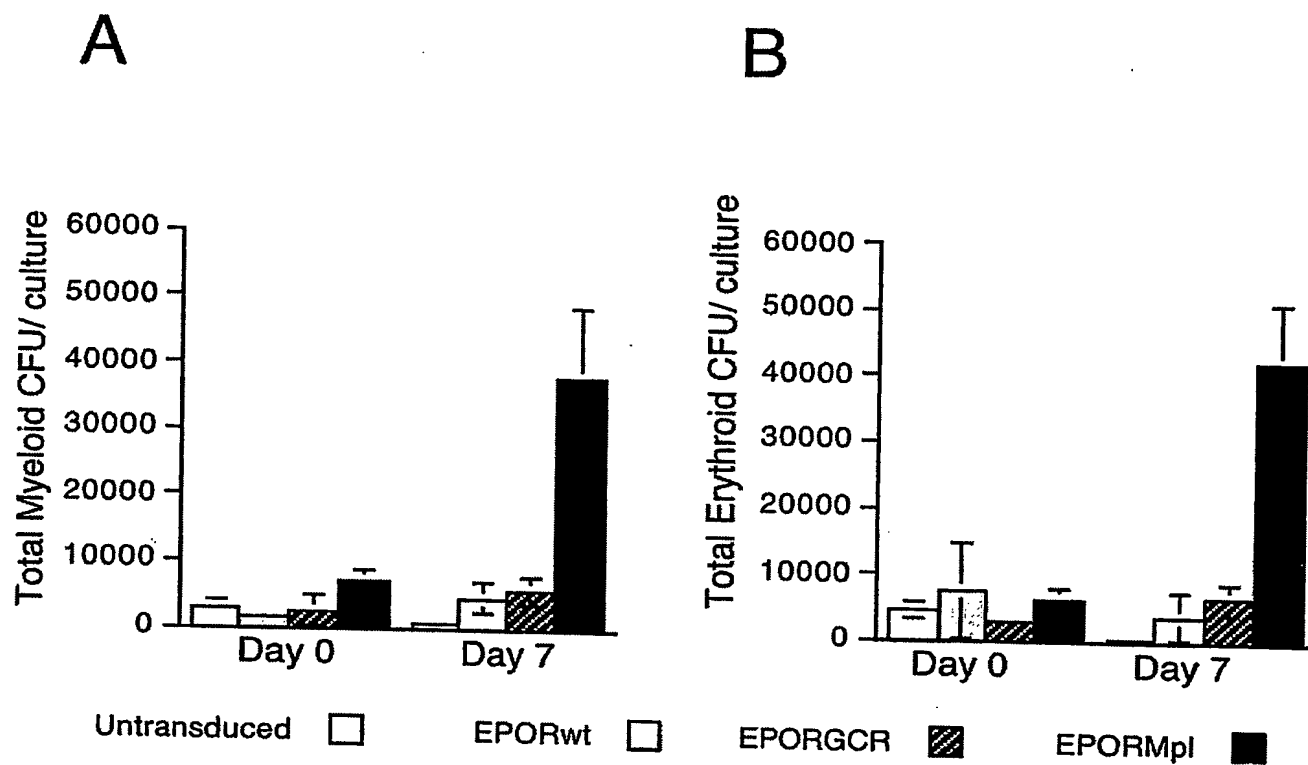 A
B
Total Myeloid CFU/ culture
60000
50000
40000
30000
20000
10000
0
Day 0
Day 7
Total Erythroid CFU/ culture
60000
50000
40000
30000
20000
10000
0
Day 0
Day 7
Untransduced
EPORwt
EPORGCR
EPORMpl